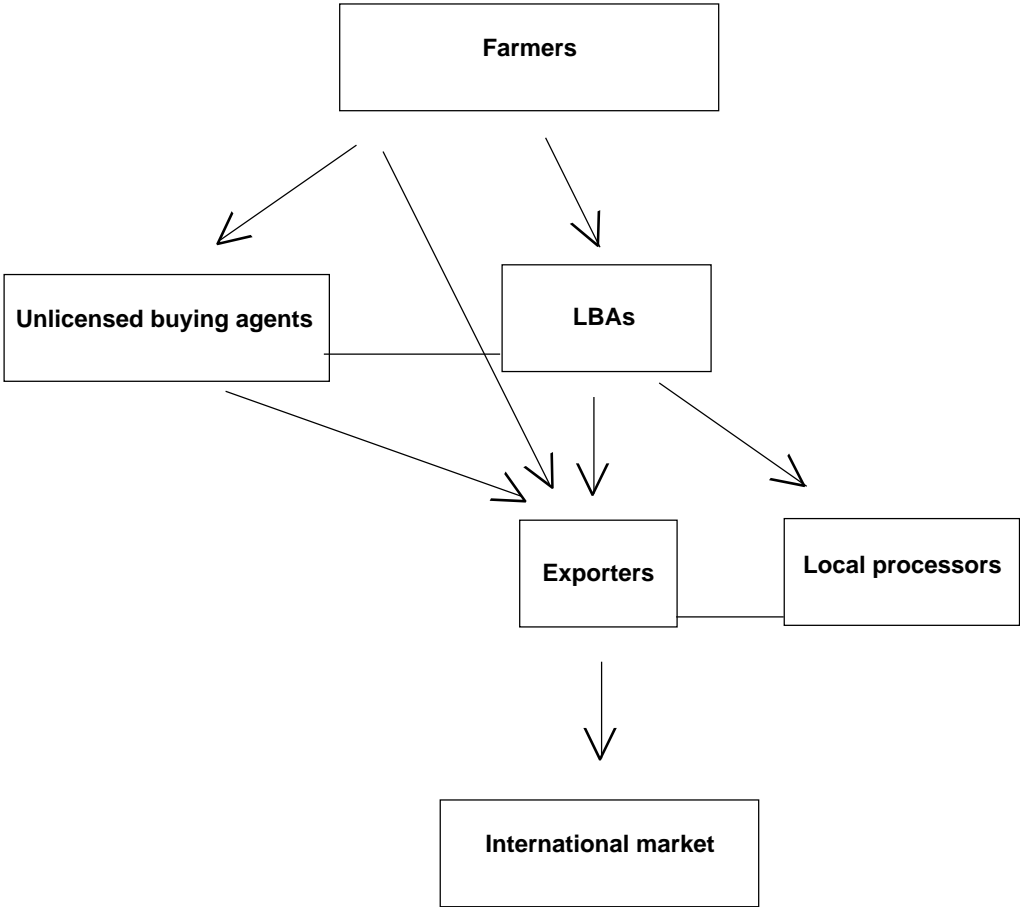 Farmers
Unlicensed buying agents
LBAs
Exporters
Local processors
International market